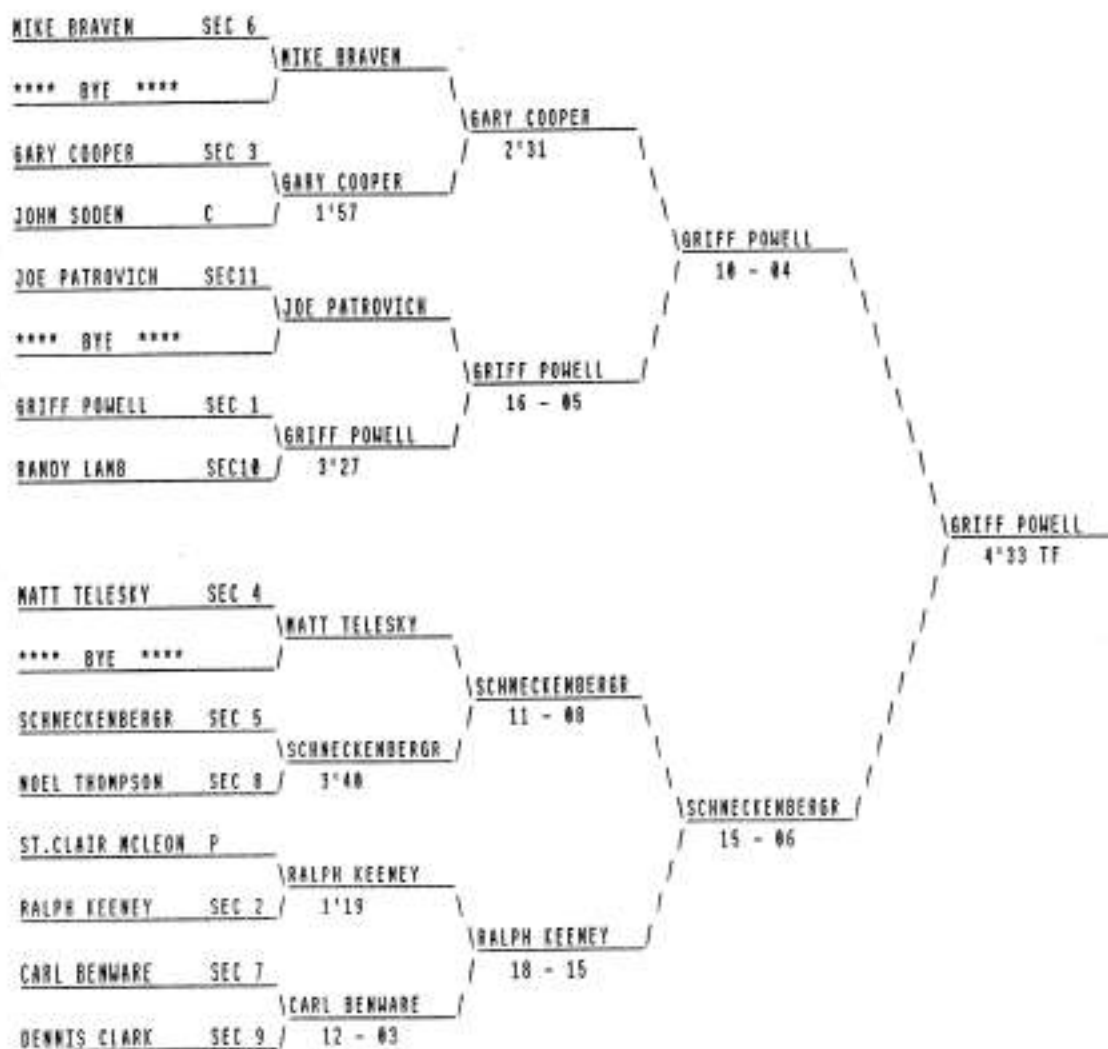 MIKE BRAVEN SEC 6
MIKE BRAVEN
**** BYE ****
GARY COOPER
2'31
GARY COOPER SEC 3
GARY COOPER
1'57
JOHN SODEN C
GRIFF POWELL
10 - 04
JOE PATROVICH SEC11
JOE PATROVICH
**** BYE ****
GRIFF POWELL
16 - 05
GRIFF POWELL SEC 1
GRIFF POWELL
3'27
RANDY LAMB SEC10
GRIFF POWELL
4'33 TF
MATT TELESKY SEC 4
MATT TELESKY
**** BYE ****
SCHNECKENBERGR
11 - 08
SCHNECKENBERGR SEC 5
SCHNECKENBERGR
3'40
NOEL THOMPSON SEC 8
SCHNECKENBERGR
15 - 06
ST.CLAIR MCLEON P
RALPH KEENEY
1'19
RALPH KEENEY SEC 2
RALPH KEENEY
18 - 15
CARL BENWARE SEC 7
CARL BENWARE
12 - 03
DENNIS CLARK SEC 9